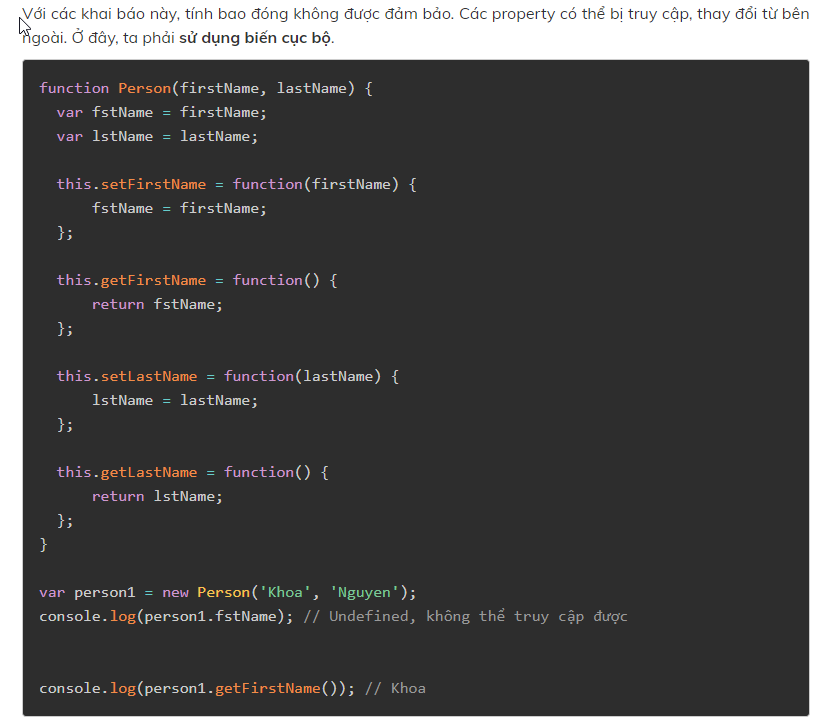 Với các khai báo này, tính bao đóng không được đảm bảo. Các property có thể bị truy cập, thay đổi từ bên
ngoài. Ở đây, ta phải sử dụng biến cục bộ.
function Person(firstName, lastName) {
  var fstName = firstName;
  var lstName = lastName;
  this.setFirstName = function(firstName) {
      fstName = firstName;
  };
  this.getFirstName = function() {
      return fstName;
  };
  this.setLastName = function(lastName) {
      lstName = lastName;
  };
  this.getLastName = function() {
      return lstName;
  };
}
var person1 = new Person('Khoa', 'Nguyen');
console.log(person1.fstName); // Undefined, không thể truy cập được
console.log(person1.getFirstName()); // Khoa